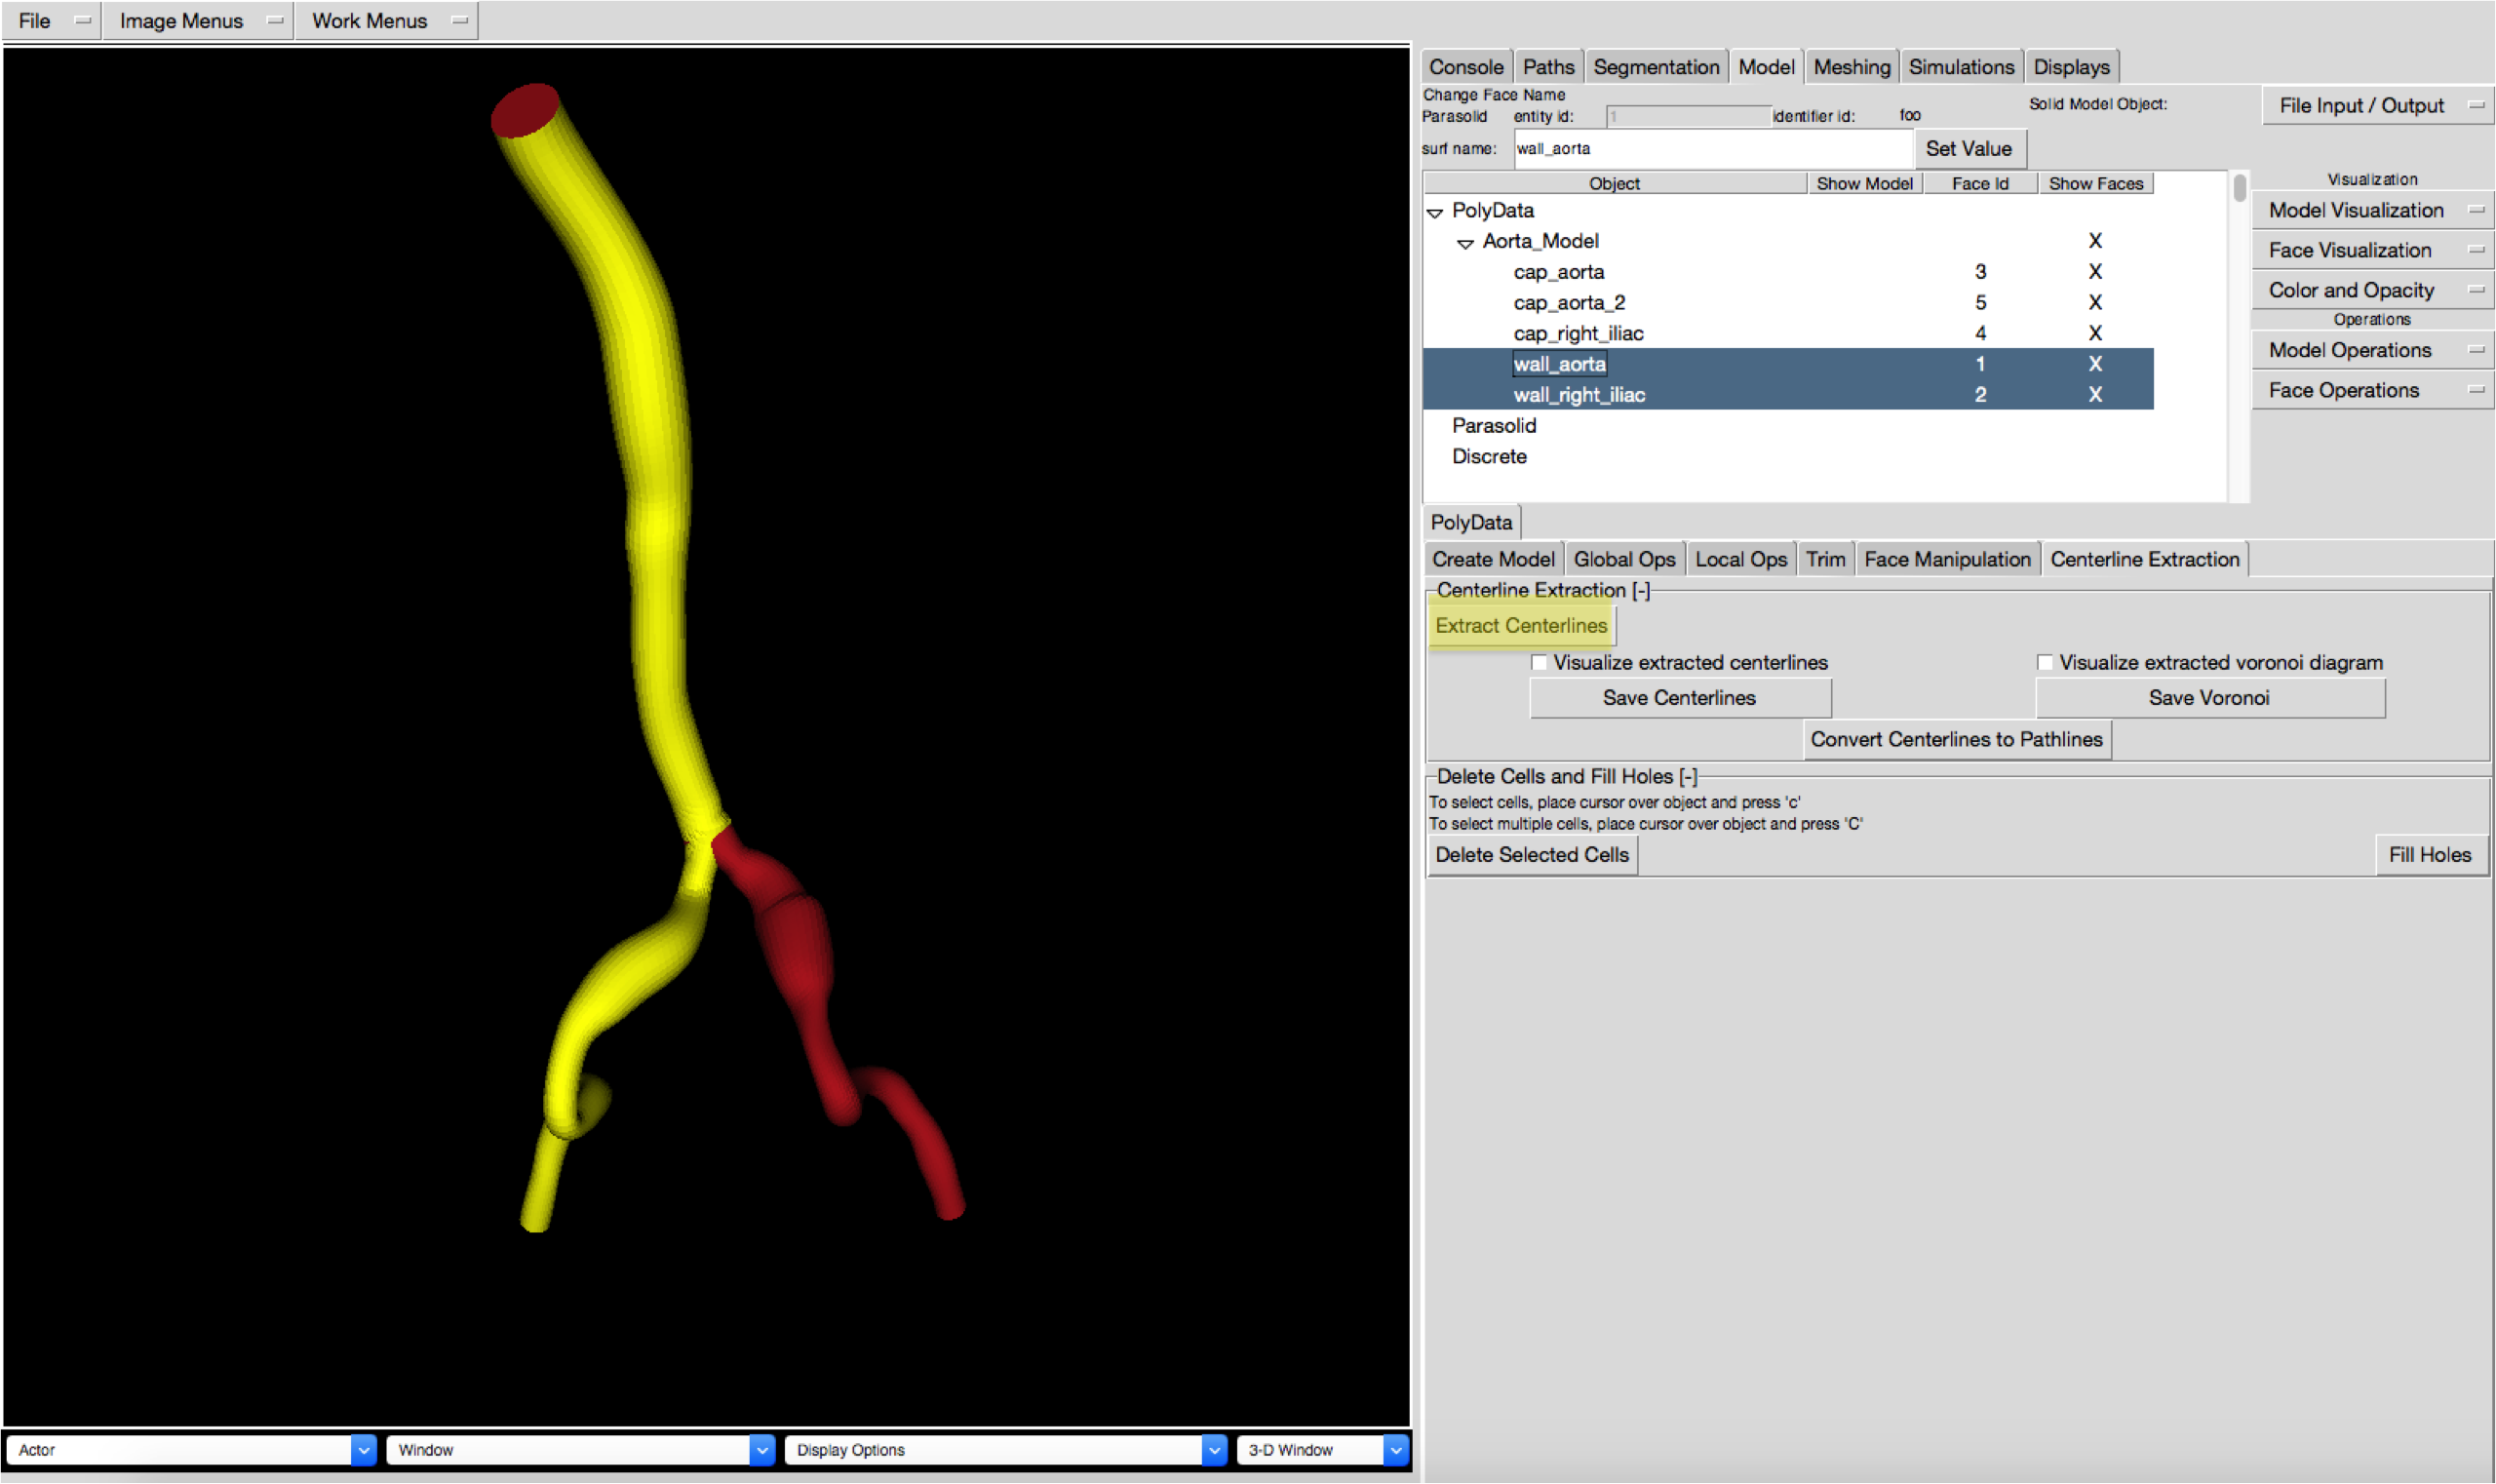 File Image Menus Work Menus
Console Paths Segmentation Model Meshing Simulations Displays
Change Face Name
Parasolid entity id: 1 identifier id: foo Solid Model Object: File Input / Output
surf name: wall_aorta Set Value
Object Show Model Face Id Show Faces Visualization
PolyData Model Visualization
Aorta_Model X Face Visualization
cap_aorta 3 X
cap_aorta_2 5 X Color and Opacity
Operations
cap_right_iliac 4 X Model Operations
wall_aorta 1 X
wall_right_iliac 2 X Face Operations
Parasolid
Discrete
PolyData
Create Model Global Ops Local Ops Trim Face Manipulation Centerline Extraction
Centerline Extraction [-]
Extract Centerlines
Visualize extracted centerlines Visualize extracted voronoi diagram
Save Centerlines Save Voronoi
Convert Centerlines to Pathlines
Delete Cells and Fill Holes [-]
To select cells, place cursor over object and press 'c'
To select multiple cells, place cursor over object and press 'C'
Delete Selected Cells Fill Holes
Actor Window Display Options 3-D Window